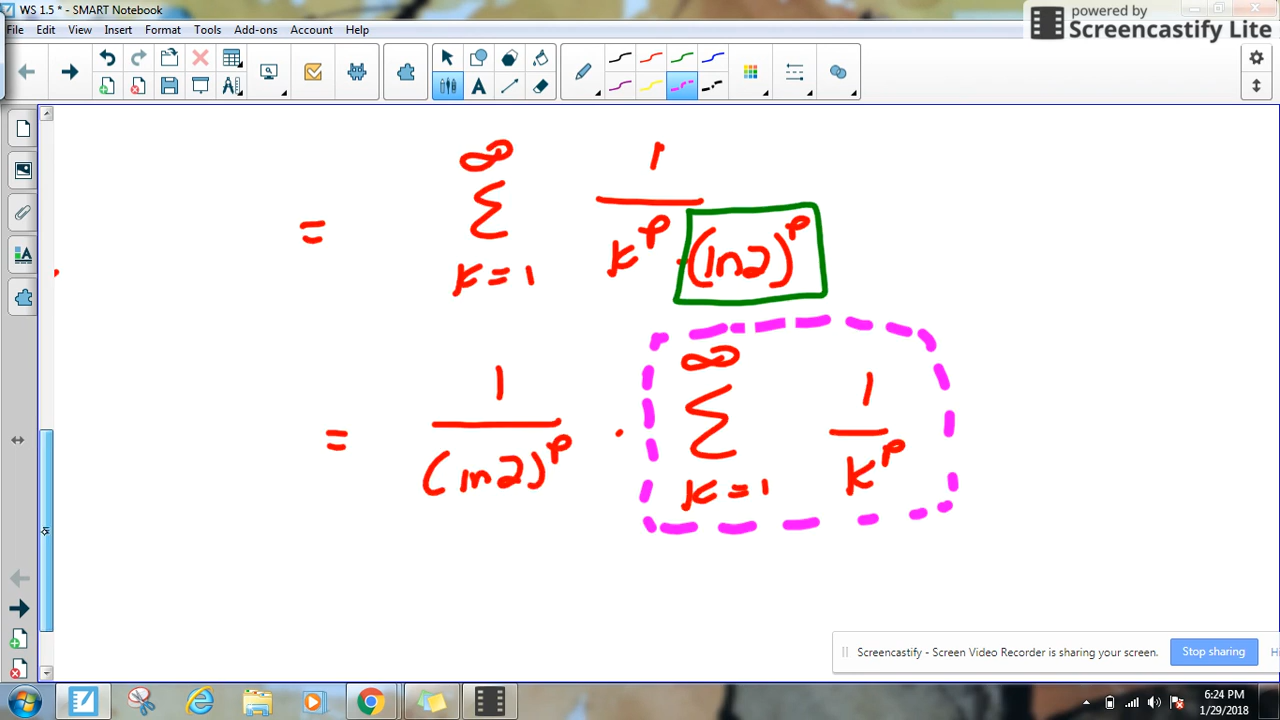 WS 1.5 * - SMART Notebook
powered by
Screencastify Lite
File Edit View Insert Format Tools Add-ons Account Help
= ∞ Σ k = 1 1 / k^p · (ln2)^p
= 1 / (ln2)^p · ∞ Σ k = 1 1 / k^p
Screencastify - Screen Video Recorder is sharing your screen. Stop sharing Hi
6:24 PM
1/29/2018